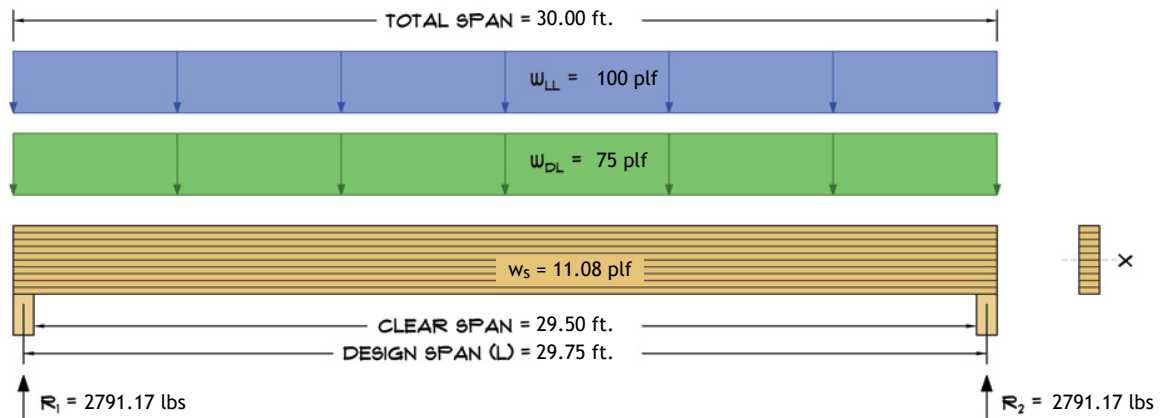 TOTAL SPAN = 30.00 ft.
wLL = 100 plf
wDL = 75 plf
ws = 11.08 plf
X
CLEAR SPAN = 29.50 ft.
DESIGN SPAN (L) = 29.75 ft.
R1 = 2791.17 lbs
R2 = 2791.17 lbs